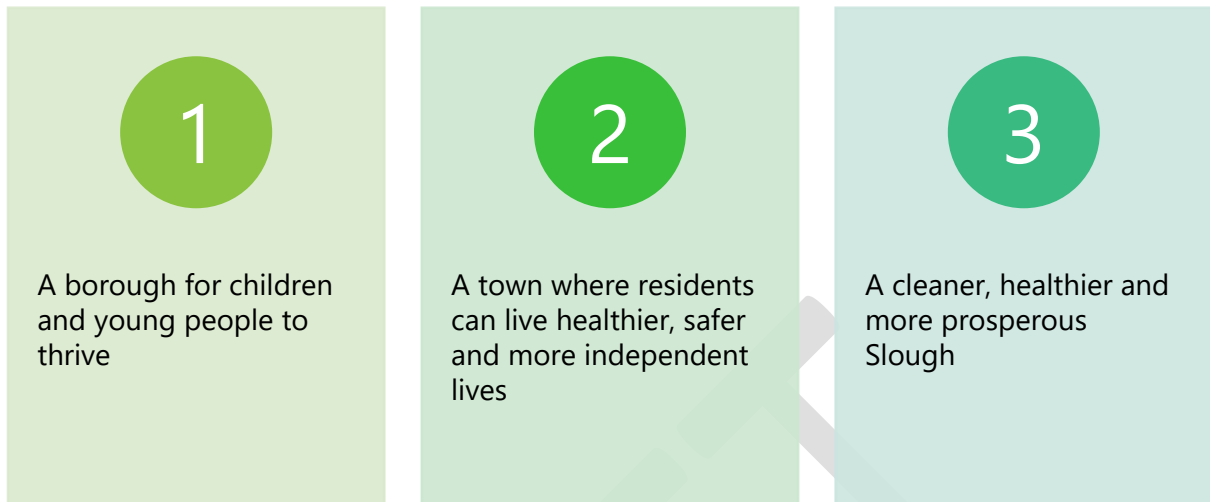 1
A borough for children
and young people to
thrive
2
A town where residents
can live healthier, safer
and more independent
lives
3
A cleaner, healthier and
more prosperous
Slough